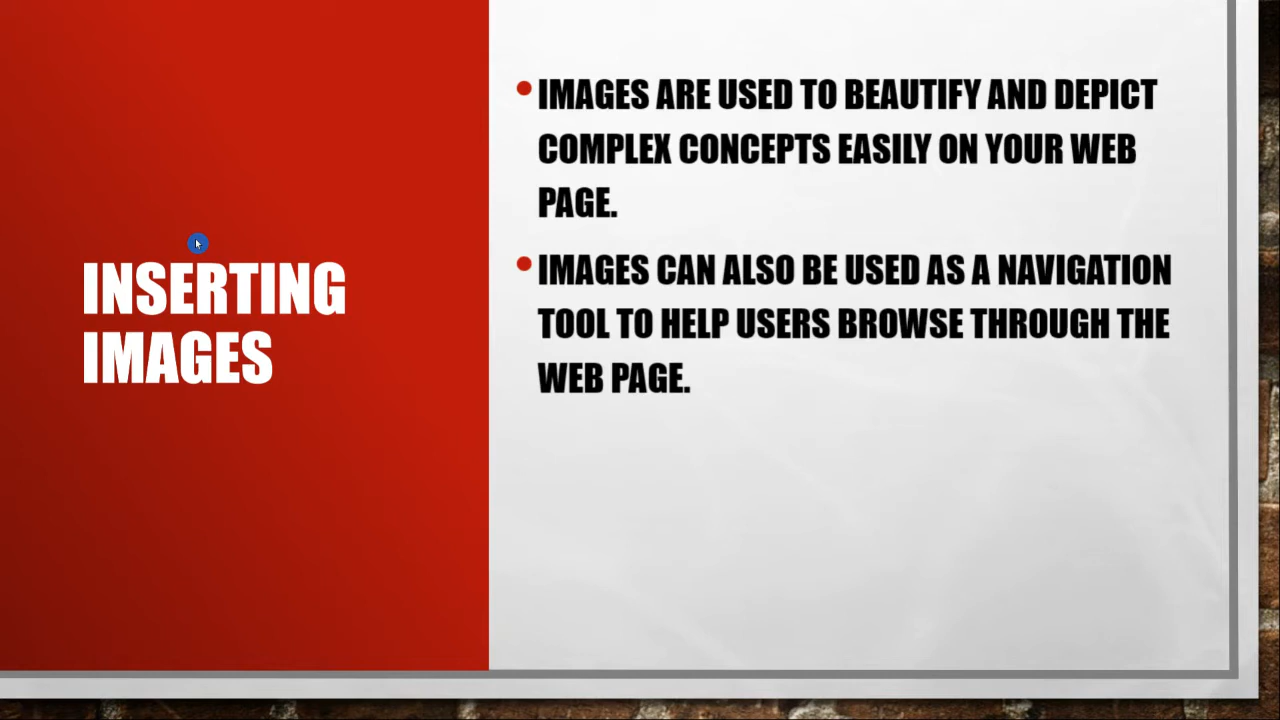 INSERTING
IMAGES
• IMAGES ARE USED TO BEAUTIFY AND DEPICT
COMPLEX CONCEPTS EASILY ON YOUR WEB
PAGE.
• IMAGES CAN ALSO BE USED AS A NAVIGATION
TOOL TO HELP USERS BROWSE THROUGH THE
WEB PAGE.